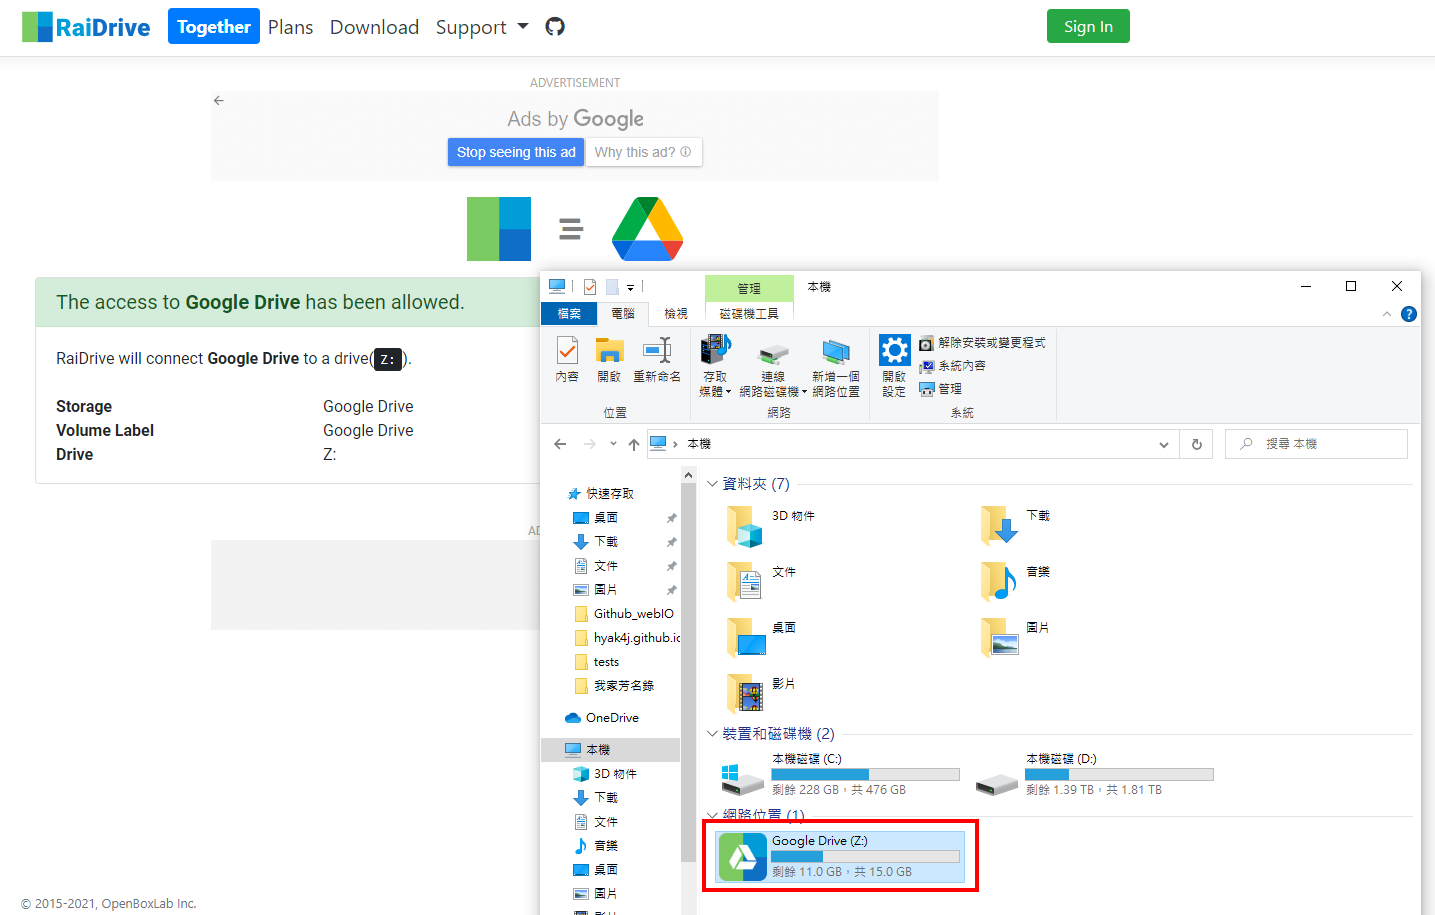 RaiDrive Together Plans Download Support Sign In
ADVERTISEMENT
Ads by Google
Stop seeing this ad Why this ad?
The access to Google Drive has been allowed.
RaiDrive will connect Google Drive to a drive(Z:).
Storage Google Drive
Volume Label Google Drive
Drive Z:
AD
© 2015-2021, OpenBoxLab Inc.
管理 本機
檔案 電腦 檢視 磁碟機工具
內容
開啟
重新命名
位置
存取
媒體
連線
網路磁碟機
新增一個
網路位置
網路
開啟
設定
解除安裝或變更程式
系統內容
管理
系統
本機
搜尋 本機
快速存取
桌面
下載
文件
圖片
Github_webIO
hyak4j.github.io
tests
我家芳名錄
OneDrive
本機
3D 物件
下載
文件
音樂
桌面
圖片
影片
資料夾 (7)
3D 物件
下載
文件
音樂
桌面
圖片
影片
裝置和磁碟機 (2)
本機磁碟 (C:)
剩餘 228 GB，共 476 GB
本機磁碟 (D:)
剩餘 1.39 TB，共 1.81 TB
網路位置 (1)
Google Drive (Z:)
剩餘 11.0 GB，共 15.0 GB